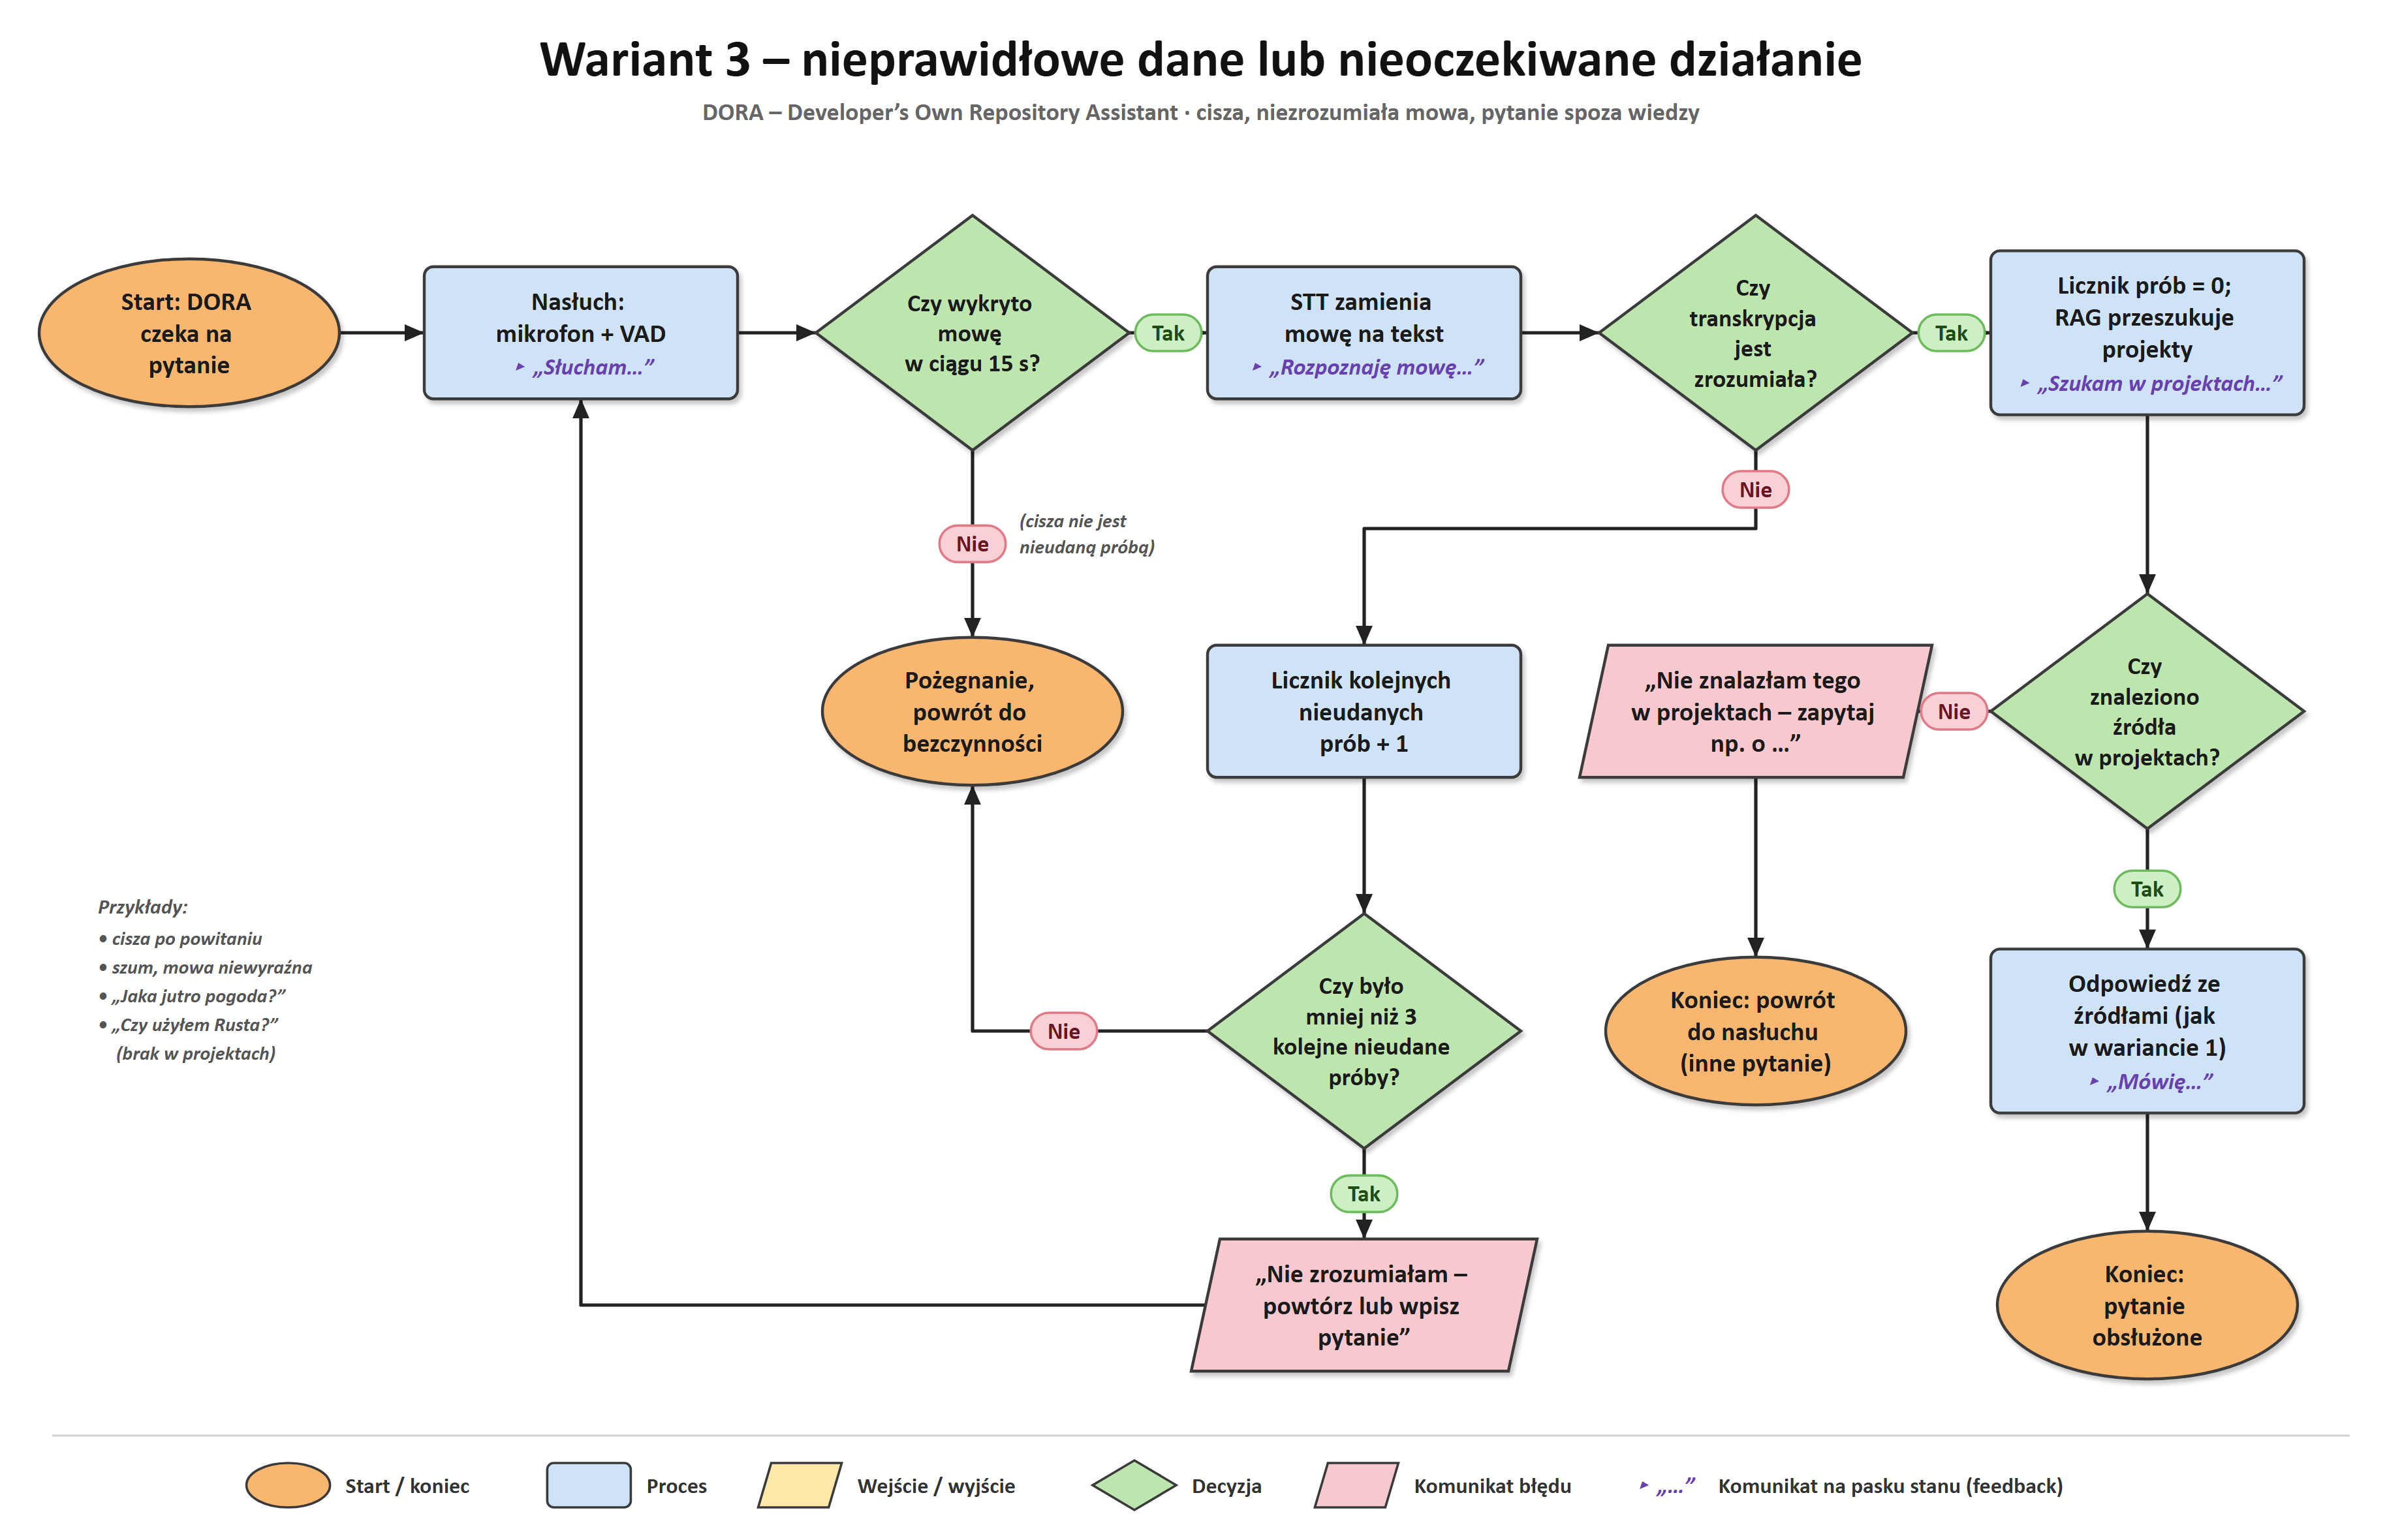 Wariant 3 – nieprawidłowe dane lub nieoczekiwane działanie
DORA – Developer’s Own Repository Assistant · cisza, niezrozumiała mowa, pytanie spoza wiedzy
Start: DORA
czeka na
pytanie
Nasłuch:
mikrofon + VAD
▸ „Słucham…”
Czy wykryto
mowę
w ciągu 15 s?
Tak
STT zamienia
mowę na tekst
▸ „Rozpoznaję mowę…”
Czy
transkrypcja
jest
zrozumiała?
Tak
Licznik prób = 0;
RAG przeszukuje
projekty
▸ „Szukam w projektach…”
Nie
(cisza nie jest
nieudaną próbą)
Nie
Pożegnanie,
powrót do
bezczynności
Licznik kolejnych
nieudanych
prób + 1
„Nie znalazłam tego
w projektach – zapytaj
np. o …”
Nie
Czy
znaleziono
źródła
w projektach?
Tak
Przykłady:
• cisza po powitaniu
• szum, mowa niewyraźna
• „Jaka jutro pogoda?”
• „Czy użyłem Rusta?”
(brak w projektach)
Nie
Czy było
mniej niż 3
kolejne nieudane
próby?
Koniec: powrót
do nasłuchu
(inne pytanie)
Odpowiedź ze
źródłami (jak
w wariancie 1)
▸ „Mówię…”
Tak
„Nie zrozumiałam –
powtórz lub wpisz
pytanie”
Koniec:
pytanie
obsłużone
Start / koniec
Proces
Wejście / wyjście
Decyzja
Komunikat błędu
▸ „…”
Komunikat na pasku stanu (feedback)